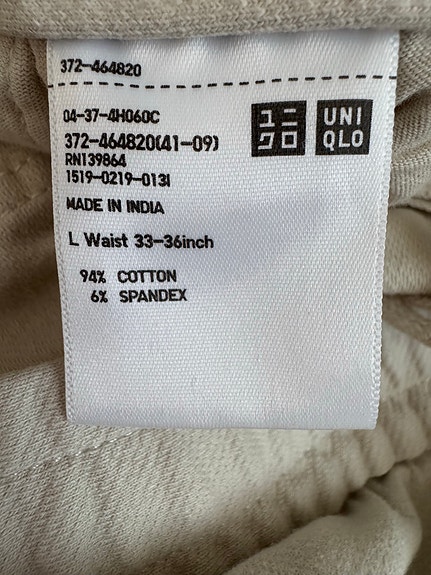 372-464820
04-37-4H060C
372-464820(41-09)
RN139864
1519-0219-0131
MADE IN INDIA
L Waist 33-36inch
94% COTTON
6% SPANDEX
ユニ
クロ
UNI
QLO